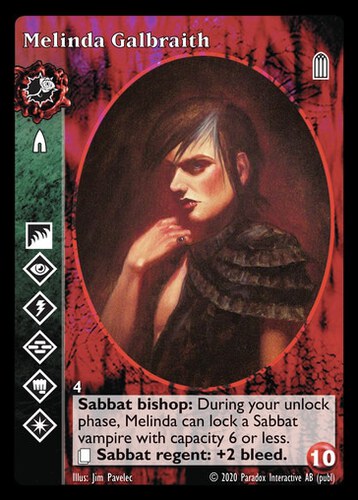 Melinda Galbraith
4
Sabbat bishop: During your unlock
phase, Melinda can lock a Sabbat
vampire with capacity 6 or less.
Sabbat regent: +2 bleed.
10
Illus: Jim Pavelec © 2020 Paradox Interactive AB (publ)